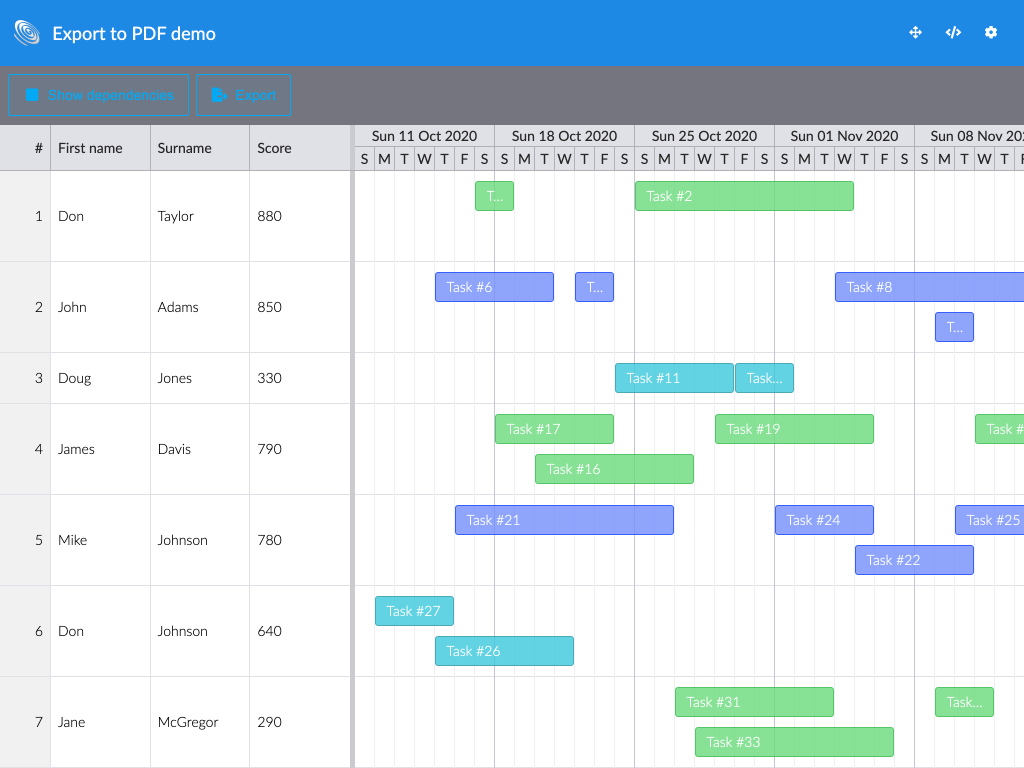 Export to PDF demo
Show dependencies Export
# First name Surname Score
Sun 11 Oct 2020 Sun 18 Oct 2020 Sun 25 Oct 2020 Sun 01 Nov 2020 Sun 08 Nov 202
S M T W T F S S M T W T F S S M T W T F S S M T W T F S S M T W T F
1 Don Taylor 880 T... Task #2
2 John Adams 850 Task #6 T... Task #8
T...
3 Doug Jones 330 Task #11 Task...
4 James Davis 790 Task #17 Task #19 Task #
Task #16
5 Mike Johnson 780 Task #21 Task #24 Task #25
Task #22
6 Don Johnson 640 Task #27
Task #26
7 Jane McGregor 290 Task #31 Task...
Task #33